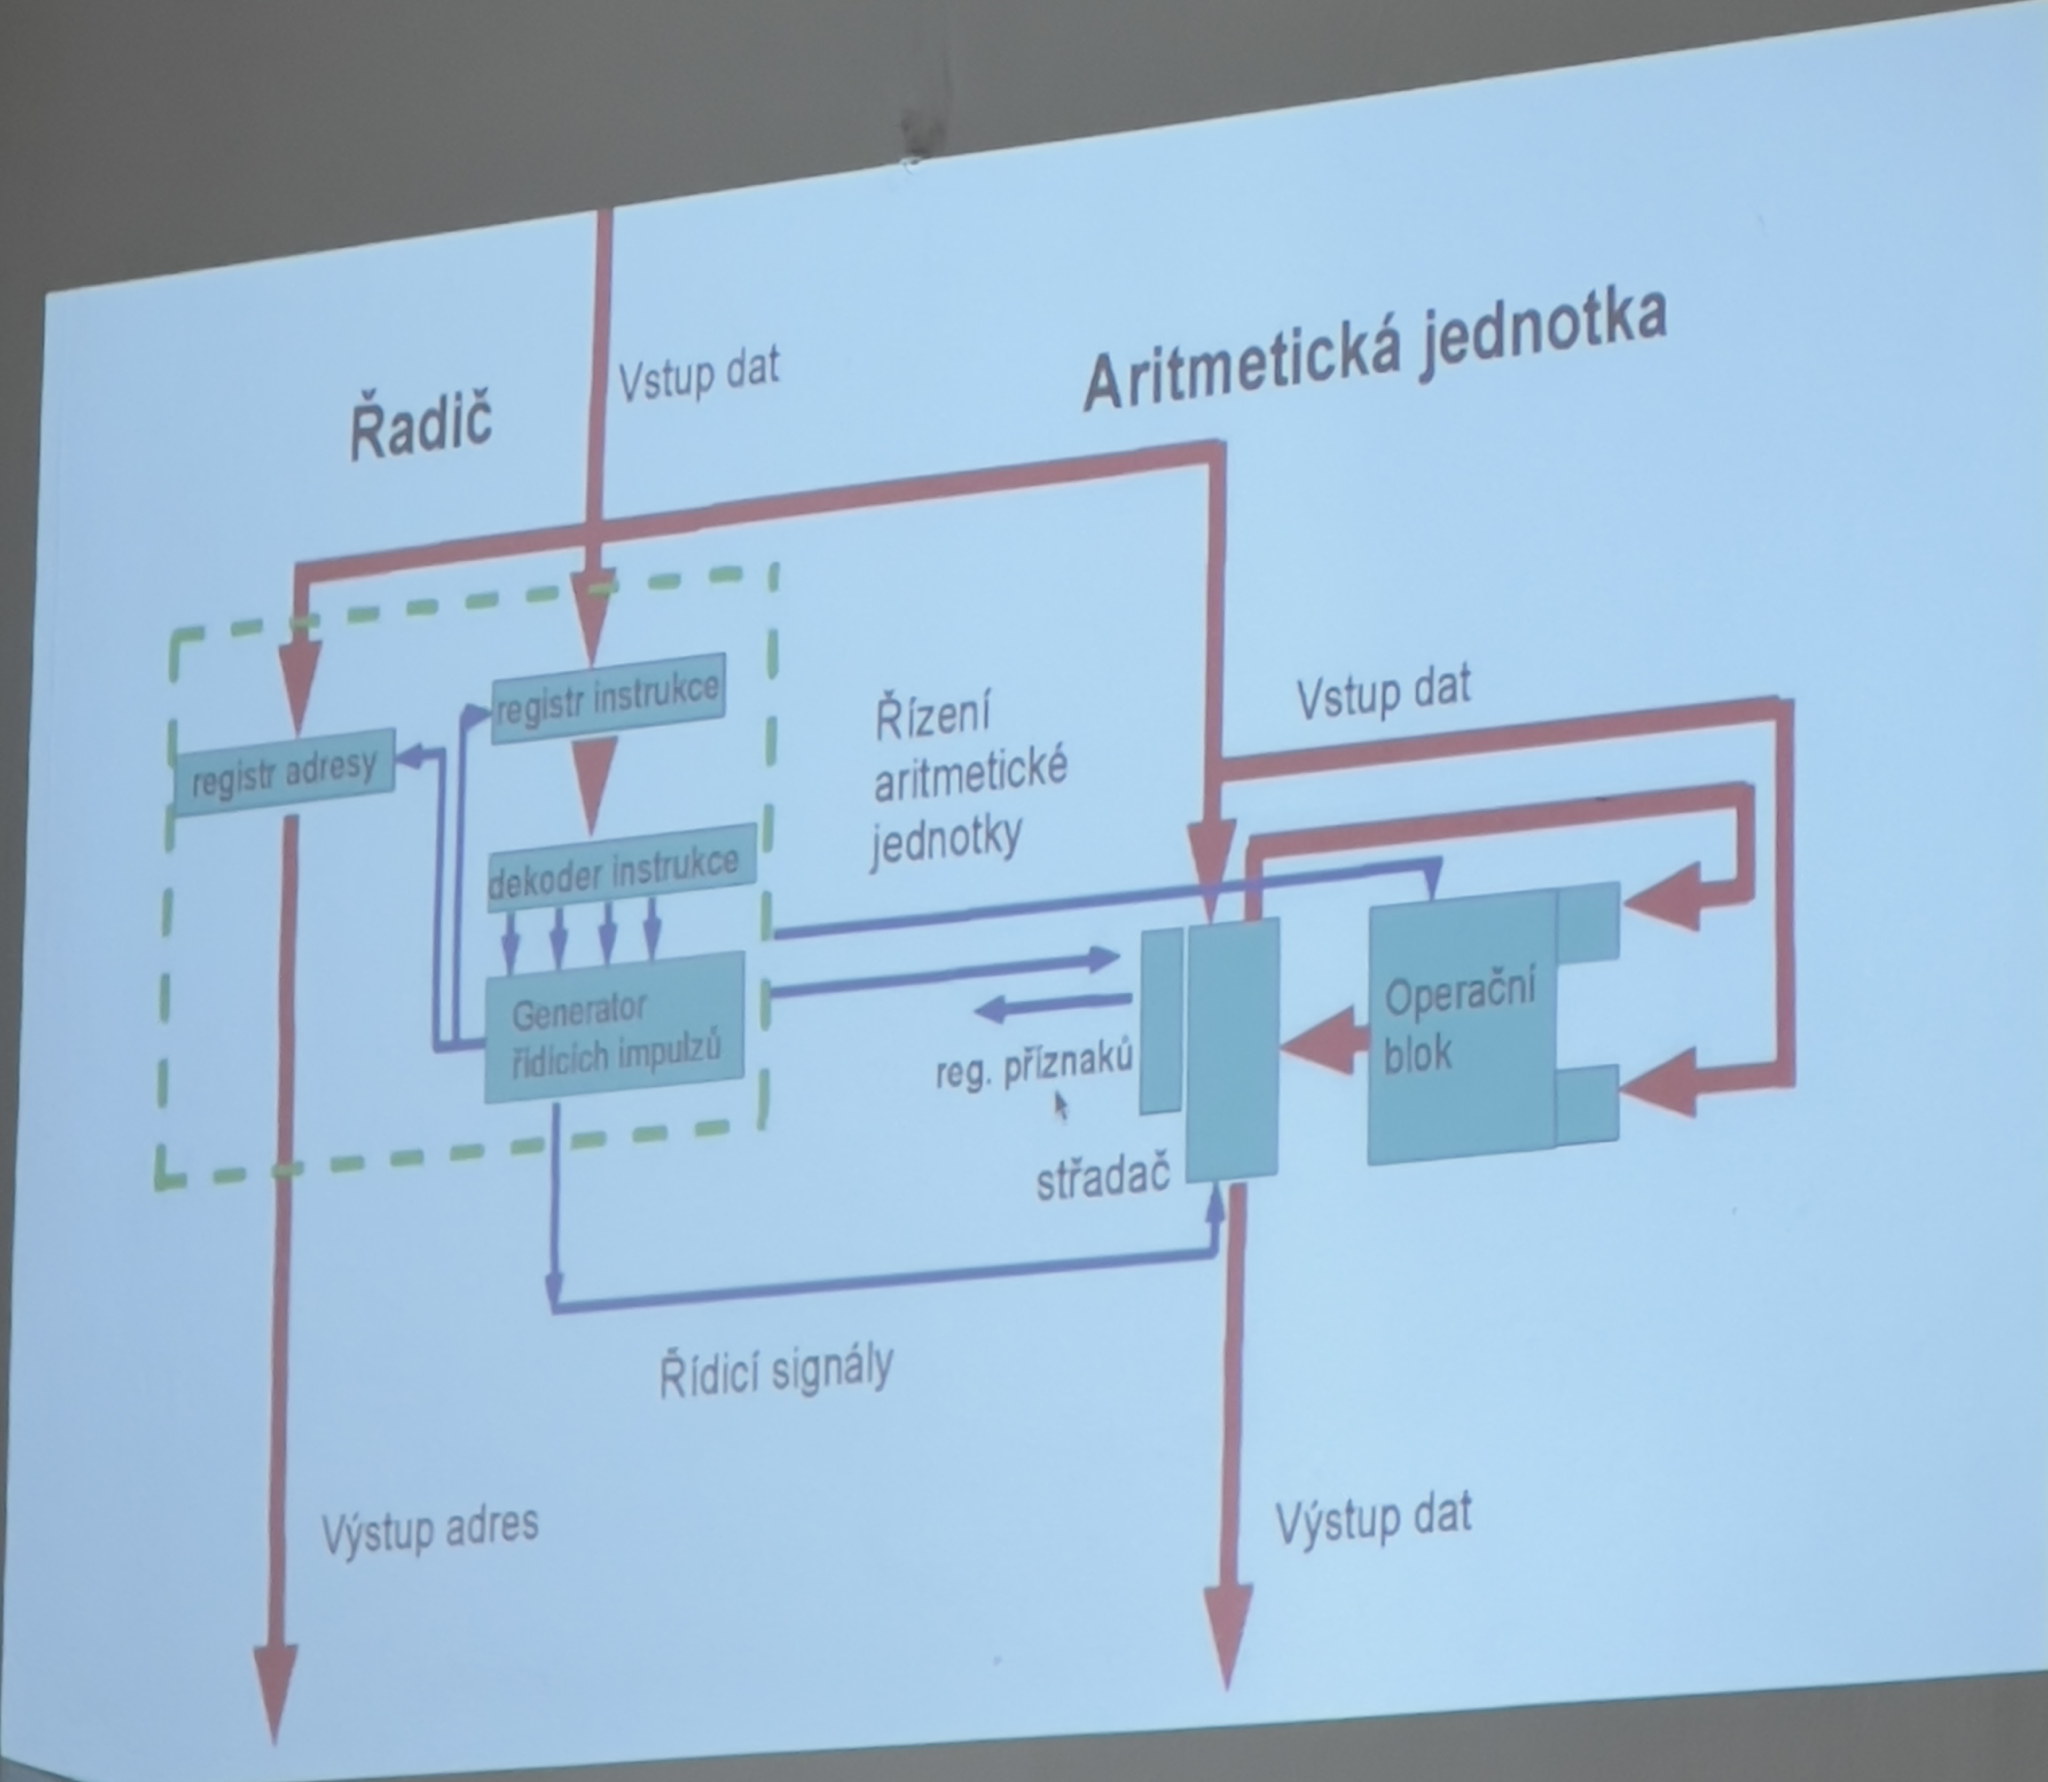 Řadič
Vstup dat
Aritmetická jednotka
registr instrukce
registr adresy
dekoder instrukce
Generator
řídicích impulzů
Řízení
aritmetické
jednotky
Vstup dat
reg. příznaků
střadač
Operační
blok
Řídicí signály
Výstup adres
Výstup dat